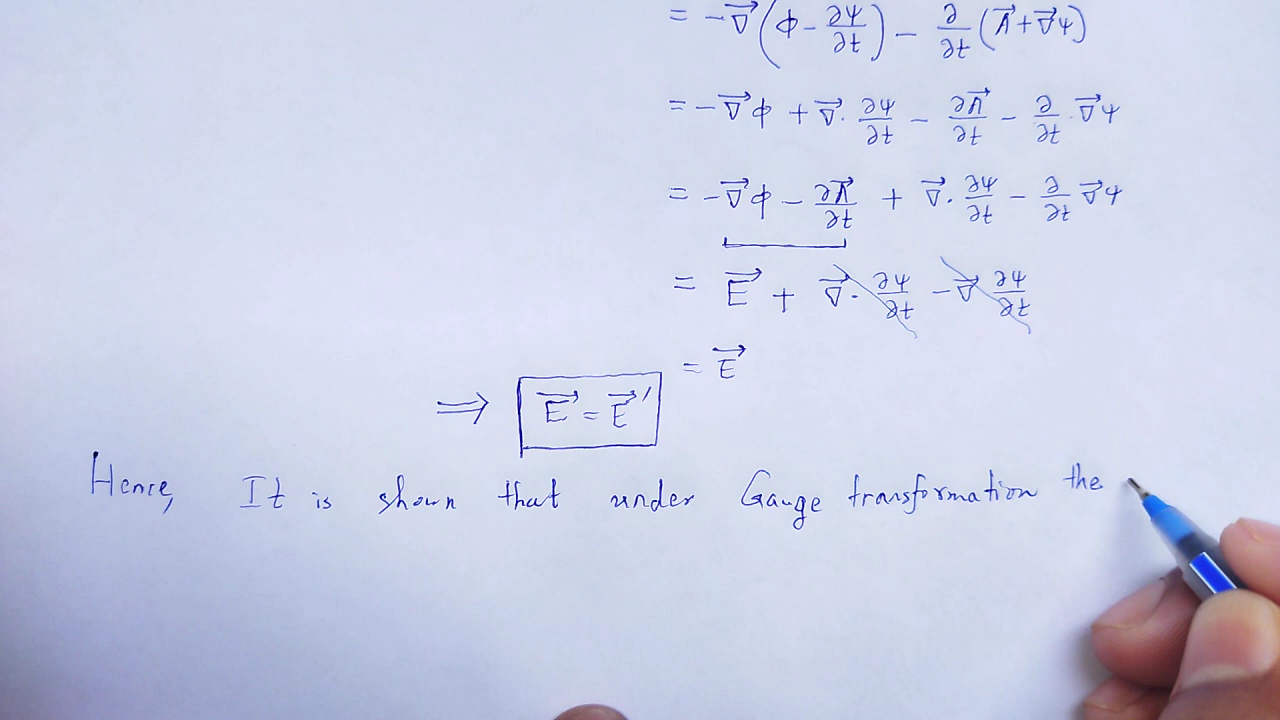 = -∇⃗(ϕ - ∂ψ/∂t) - ∂/∂t (A⃗ + ∇⃗ψ)
= -∇⃗ϕ + ∇⃗· ∂ψ/∂t - ∂A⃗/∂t - ∂/∂t · ∇⃗ψ
= -∇⃗ϕ - ∂A⃗/∂t + ∇⃗· ∂ψ/∂t - ∂/∂t ∇⃗ψ
= E⃗ + ∇⃗· ∂ψ/∂t - ∇⃗ ∂ψ/∂t
= E⃗
⟹ E⃗ = E⃗′
Hence, It is shown that under Gauge transformation the